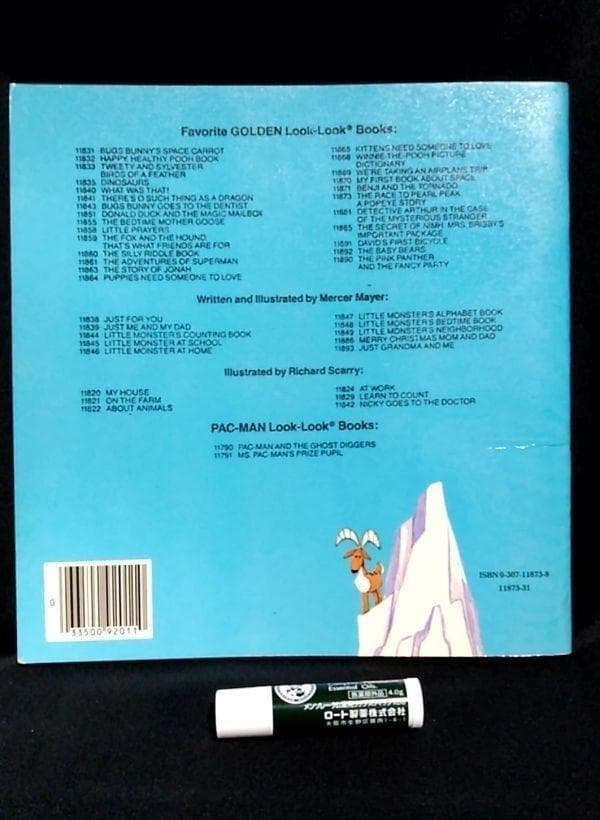 Favorite GOLDEN Look-Look® Books:
11831 BUGS BUNNY'S SPACE CARROT
11832 HAPPY, HEALTHY POOH BOOK
11833 TWEETY AND SYLVESTER
BIRDS OF A FEATHER
11835 DINOSAURS
11840 WHAT WAS THAT!
11841 THERE'S NO SUCH THING AS A DRAGON
11843 BUGS BUNNY GOES TO THE DENTIST
11851 DONALD DUCK AND THE MAGIC MAILBOX
11855 THE BEDTIME MOTHER GOOSE
11858 LITTLE PRAYERS
11859 THE FOX AND THE HOUND:
THAT'S WHAT FRIENDS ARE FOR
11860 THE SILLY RIDDLE BOOK
11861 THE ADVENTURES OF SUPERMAN
11863 THE STORY OF JONAH
11864 PUPPIES NEED SOMEONE TO LOVE
11865 KITTENS NEED SOMEONE TO LOVE
11868 WINNIE-THE-POOH PICTURE
DICTIONARY
11869 WE'RE TAKING AN AIRPLANE TRIP
11870 MY FIRST BOOK ABOUT SPACE
11871 BENJI AND THE TORNADO
11873 THE RACE TO PEARL PEAK
A POPEYE STORY
11881 DETECTIVE ARTHUR IN THE CASE
OF THE MYSTERIOUS STRANGER
11885 THE SECRET OF NIMH: MRS. BRISBY'S
IMPORTANT PACKAGE
11891 DAVID'S FIRST BICYCLE
11892 THE BABY BEARS
11890 THE PINK PANTHER
AND THE FANCY PARTY
Written and Illustrated by Mercer Mayer:
11838 JUST FOR YOU
11839 JUST ME AND MY DAD
11844 LITTLE MONSTER'S COUNTING BOOK
11845 LITTLE MONSTER AT SCHOOL
11846 LITTLE MONSTER AT HOME
11847 LITTLE MONSTER'S ALPHABET BOOK
11848 LITTLE MONSTER'S BEDTIME BOOK
11849 LITTLE MONSTER'S NEIGHBORHOOD
11886 MERRY CHRISTMAS MOM AND DAD
11893 JUST GRANDMA AND ME
Illustrated by Richard Scarry:
11820 MY HOUSE
11821 ON THE FARM
11822 ABOUT ANIMALS
11824 AT WORK
11829 LEARN TO COUNT
11842 NICKY GOES TO THE DOCTOR
PAC-MAN Look-Look® Books:
11790 PAC-MAN AND THE GHOST DIGGERS
11791 MS. PAC-MAN'S PRIZE PUPIL
ISBN 0-307-11873-8
11873-31
0
33500 92011
Essential Oils
医薬部外品 4.0g
ロート製薬株式会社